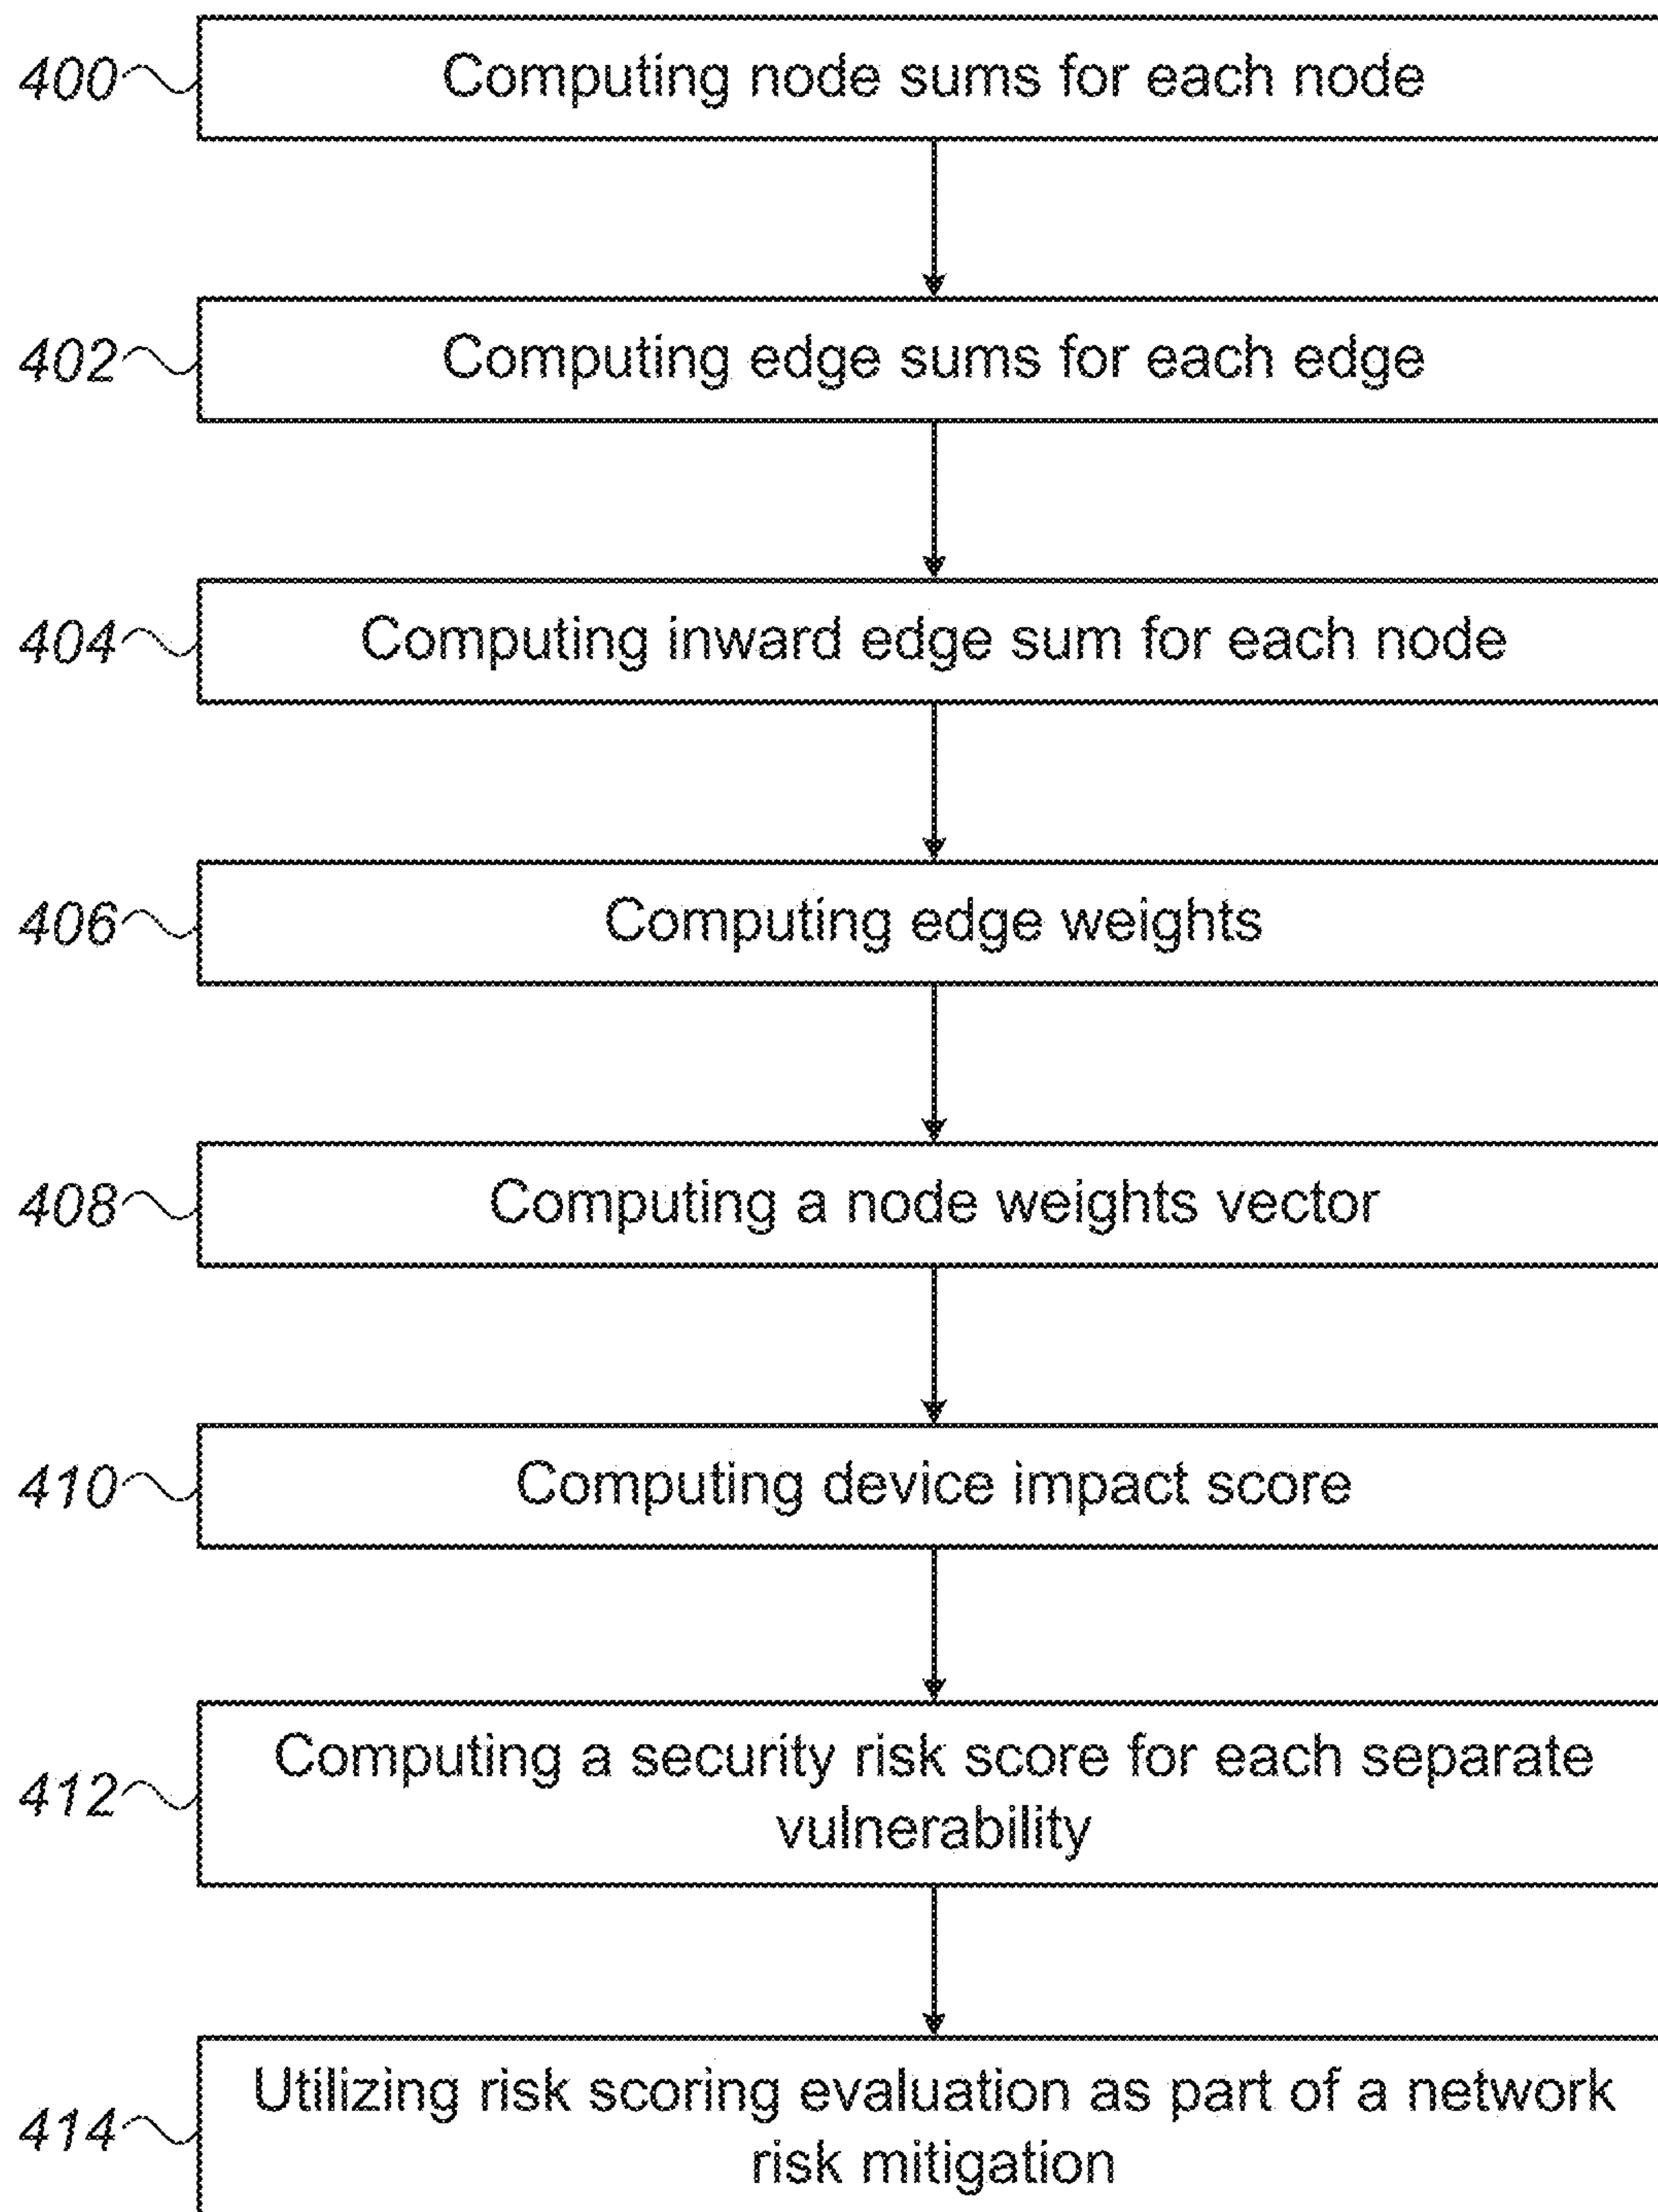 400 Computing node sums for each node
402 Computing edge sums for each edge
404 Computing inward edge sum for each node
406 Computing edge weights
408 Computing a node weights vector
410 Computing device impact score
412 Computing a security risk score for each separate
vulnerability
414 Utilizing risk scoring evaluation as part of a network
risk mitigation